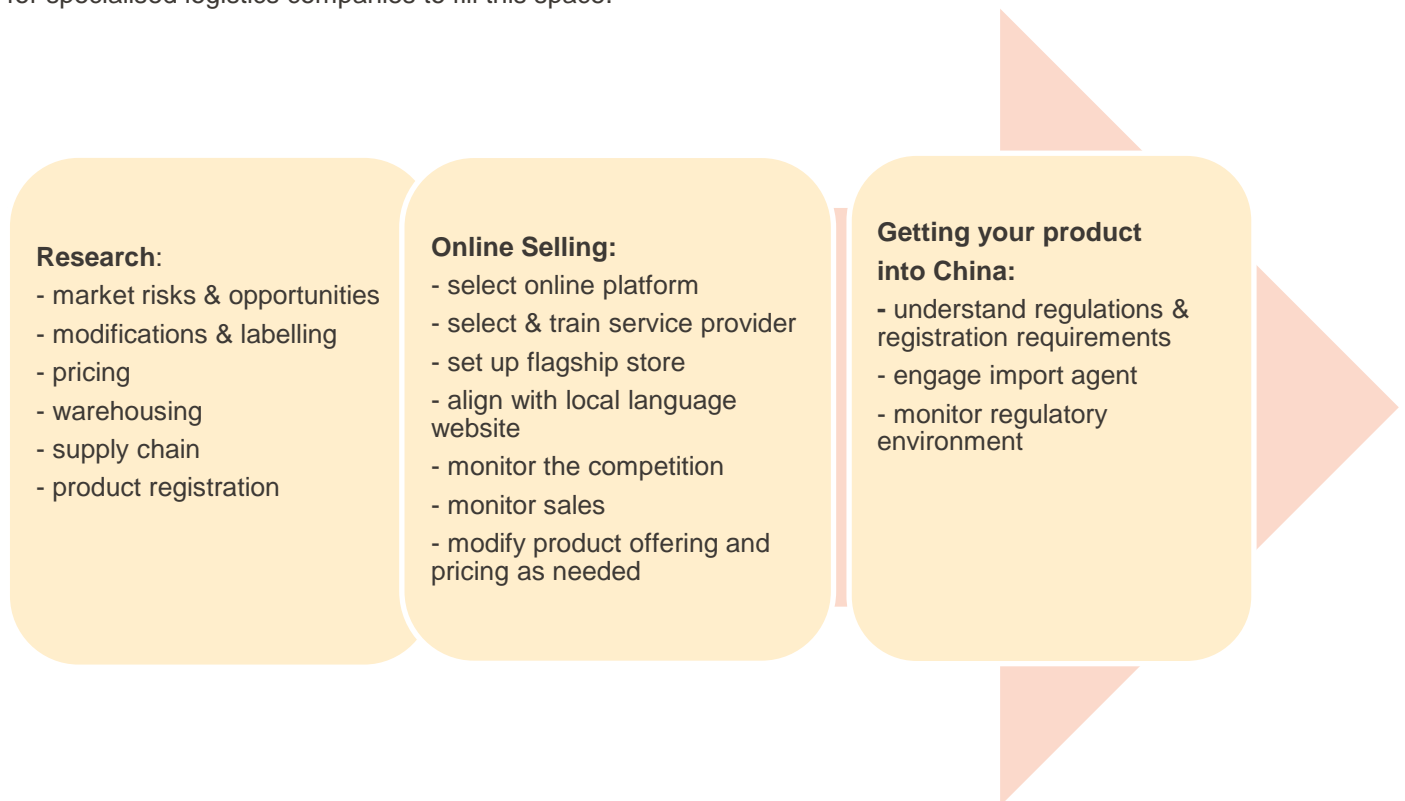 for specialised logistics companies to fill this space.
Research:
- market risks & opportunities
- modifications & labelling
- pricing
- warehousing
- supply chain
- product registration
Online Selling:
- select online platform
- select & train service provider
- set up flagship store
- align with local language
website
- monitor the competition
- monitor sales
- modify product offering and
pricing as needed
Getting your product
into China:
- understand regulations &
registration requirements
- engage import agent
- monitor regulatory
environment